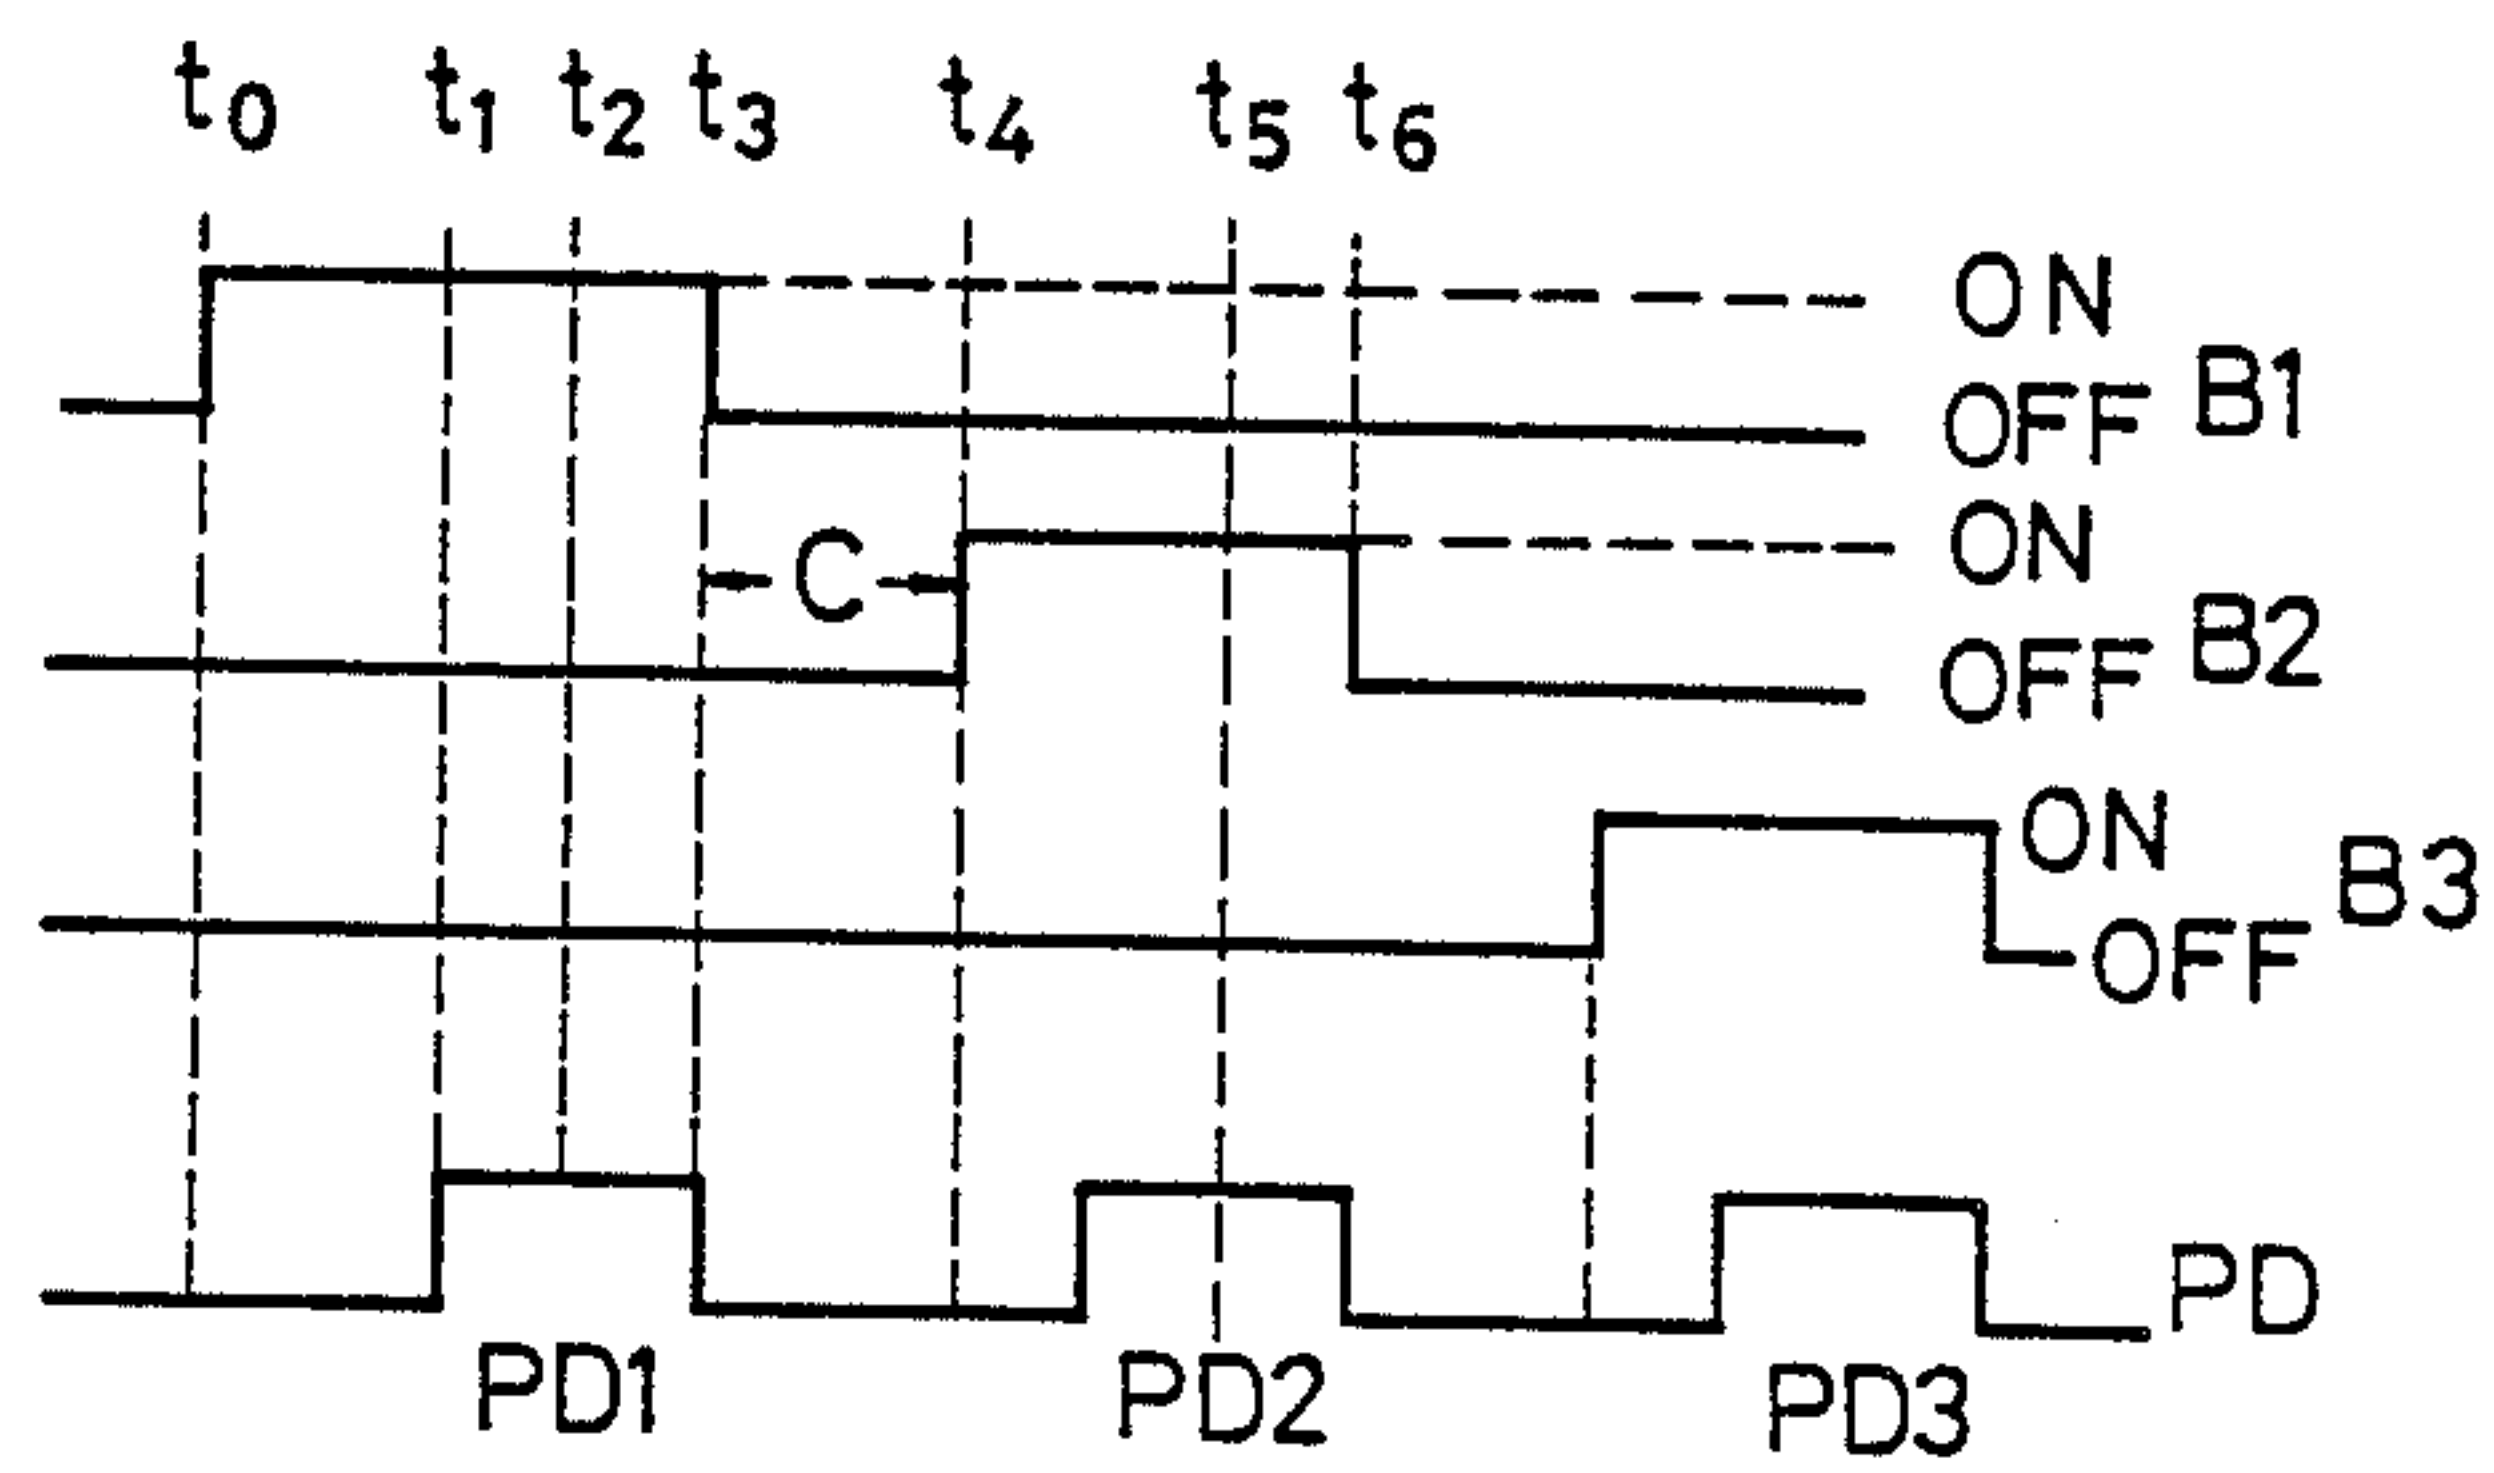 t0 t1 t2 t3 t4 t5 t6
ON
OFF B1
ON
C
OFF B2
ON
OFF B3
PD
PD1 PD2 PD3